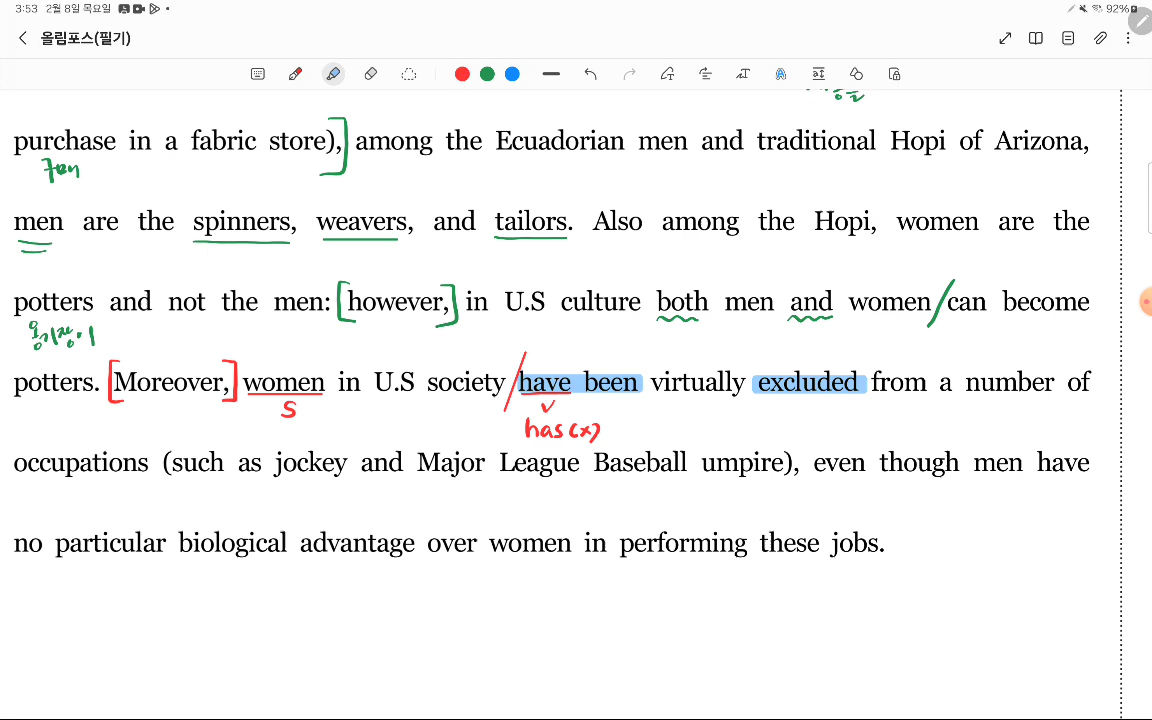 3:53 2월 8일 목요일 92%
올림포스(필기)
purchase in a fabric store), among the Ecuadorian men and traditional Hopi of Arizona,
구매
men are the spinners, weavers, and tailors. Also among the Hopi, women are the
potters and not the men: however, in U.S culture both men and women can become
옹기장이
potters. Moreover, women in U.S society have been virtually excluded from a number of
S V
has(x)
occupations (such as jockey and Major League Baseball umpire), even though men have
no particular biological advantage over women in performing these jobs.